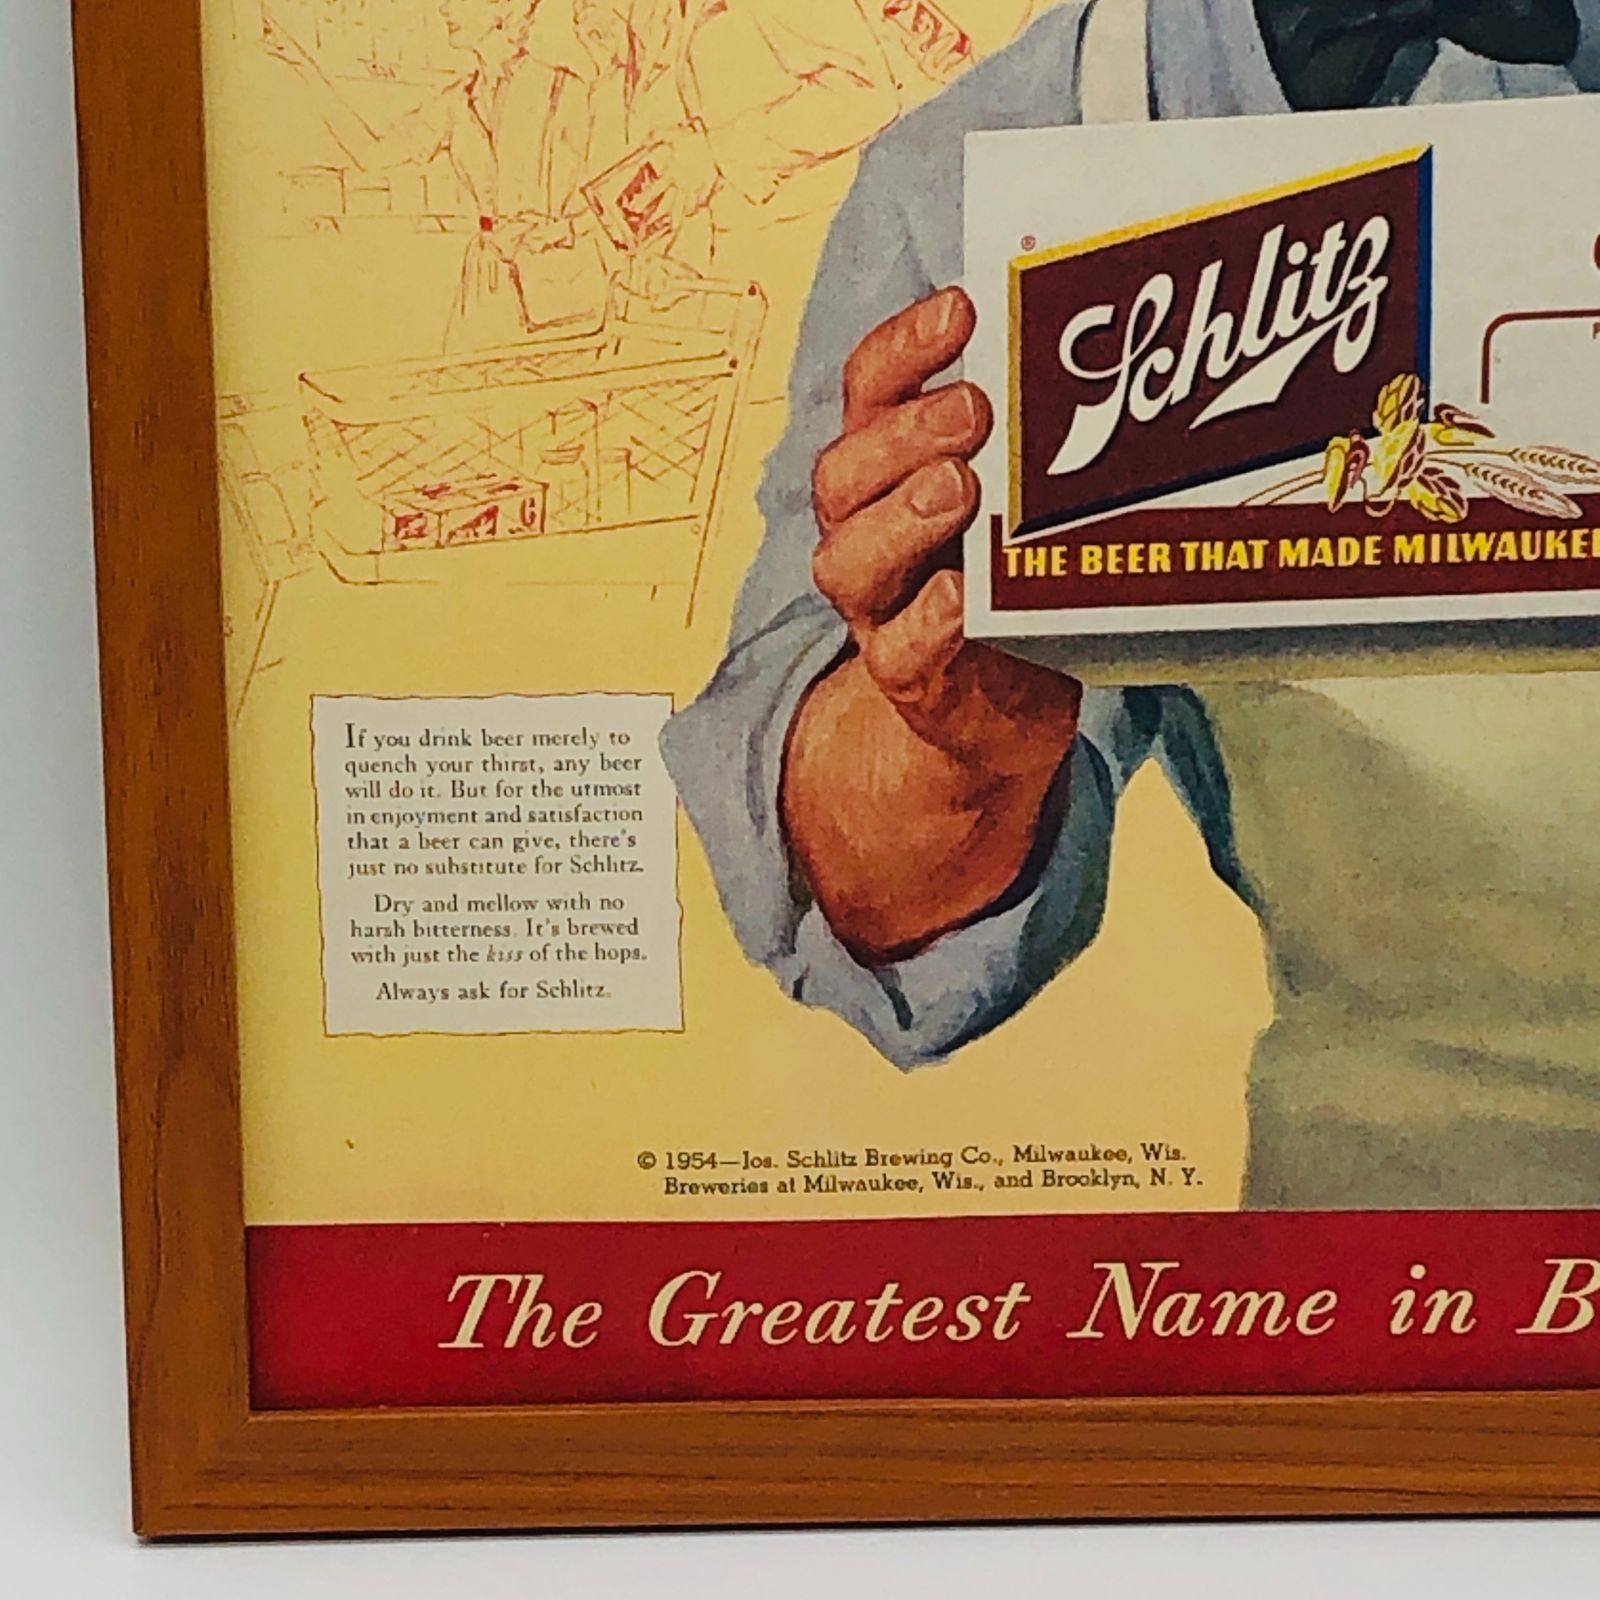 Schlitz
®
THE BEER THAT MADE MILWAUKEE
If you drink beer merely to
quench your thirst, any beer
will do it. But for the utmost
in enjoyment and satisfaction
that a beer can give, there's
just no substitute for Schlitz.
Dry and mellow with no
harsh bitterness. It's brewed
with just the kiss of the hops.
Always ask for Schlitz.
© 1954—Jos. Schlitz Brewing Co., Milwaukee, Wis.
Breweries at Milwaukee, Wis., and Brooklyn, N. Y.
The Greatest Name in B